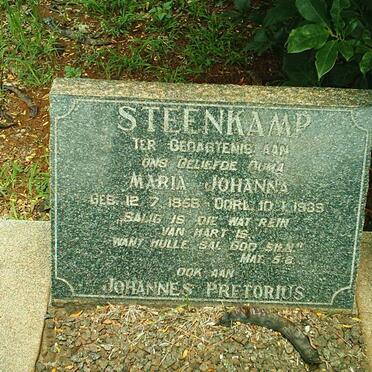 STEENKAMP
TER GEDAGTENIS AAN
ONS GELIEFDE OUMA
MARIA JOHANNA
GEB. 12.7.1856 OORL. 10.1.1939
„SALIG IS DIE WAT REIN
VAN HART IS,
WANT HULLE SAL GOD SIEN"
MAT. 5:8
OOK AAN
JOHANNES PRETORIUS